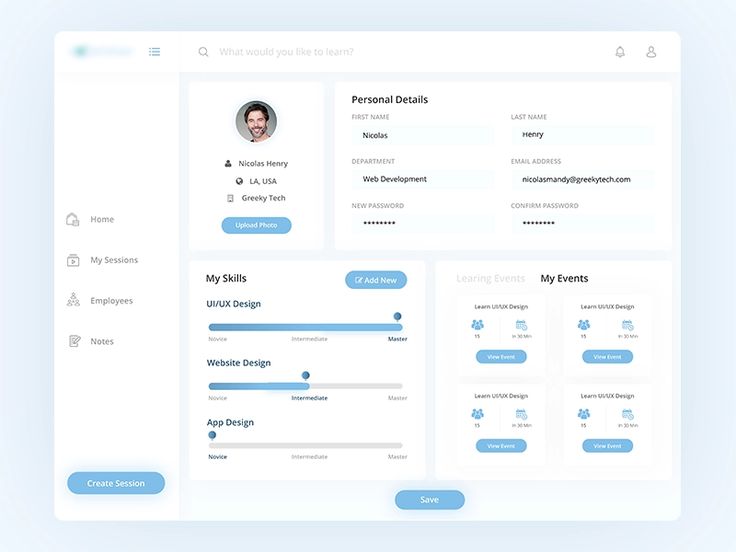 What would you like to learn?
Home
My Sessions
Employees
Notes
Create Session
Nicolas Henry
LA, USA
Greeky Tech
Upload Photo
Personal Details
FIRST NAME
LAST NAME
Nicolas
Henry
DEPARTMENT
EMAIL ADDRESS
Web Development
nicolasmandy@greekytech.com
NEW PASSWORD
CONFIRM PASSWORD
********
********
My Skills
Add New
UI/UX Design
Novice
Intermediate
Master
Website Design
Novice
Intermediate
Master
App Design
Novice
Intermediate
Master
Learing Events
My Events
Learn UI/UX Design
15
in 30 Min
View Event
Learn UI/UX Design
15
in 30 Min
View Event
Learn UI/UX Design
15
in 30 Min
View Event
Learn UI/UX Design
15
in 30 Min
View Event
Save